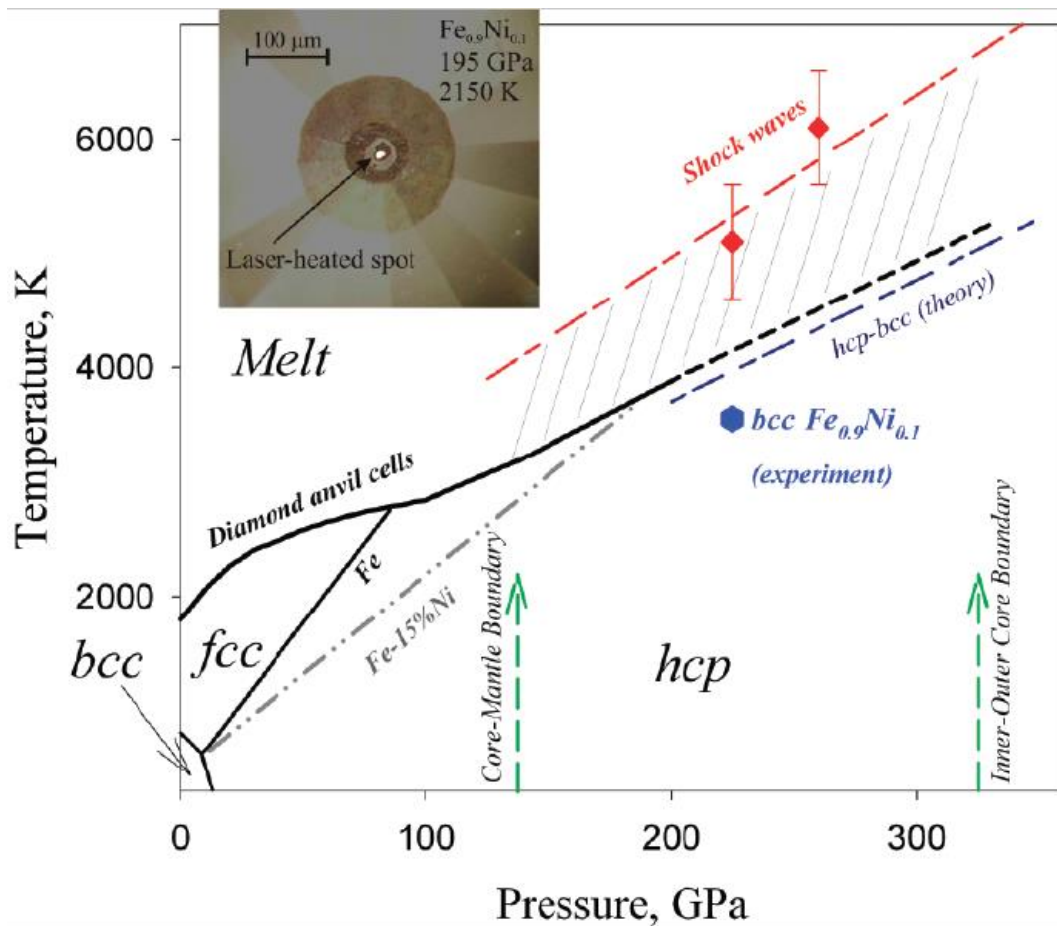 100 μm
Fe₀.₉Ni₀.₁
195 GPa
2150 K
Laser-heated spot
6000
4000
2000
Temperature, K
Shock waves
Melt
hcp-bcc (theory)
bcc Fe₀.₉Ni₀.₁
(experiment)
Diamond anvil cells
Fe
Fe-15%Ni
bcc
fcc
hcp
Core-Mantle Boundary
Inner-Outer Core Boundary
0
100
200
300
Pressure, GPa